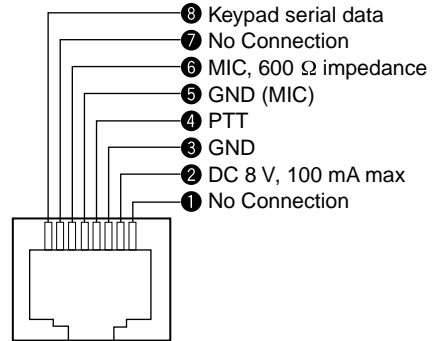 ❽ Keypad serial data
❼ No Connection
❻ MIC, 600 Ω impedance
❺ GND (MIC)
❹ PTT
❸ GND
❷ DC 8 V, 100 mA max
❶ No Connection